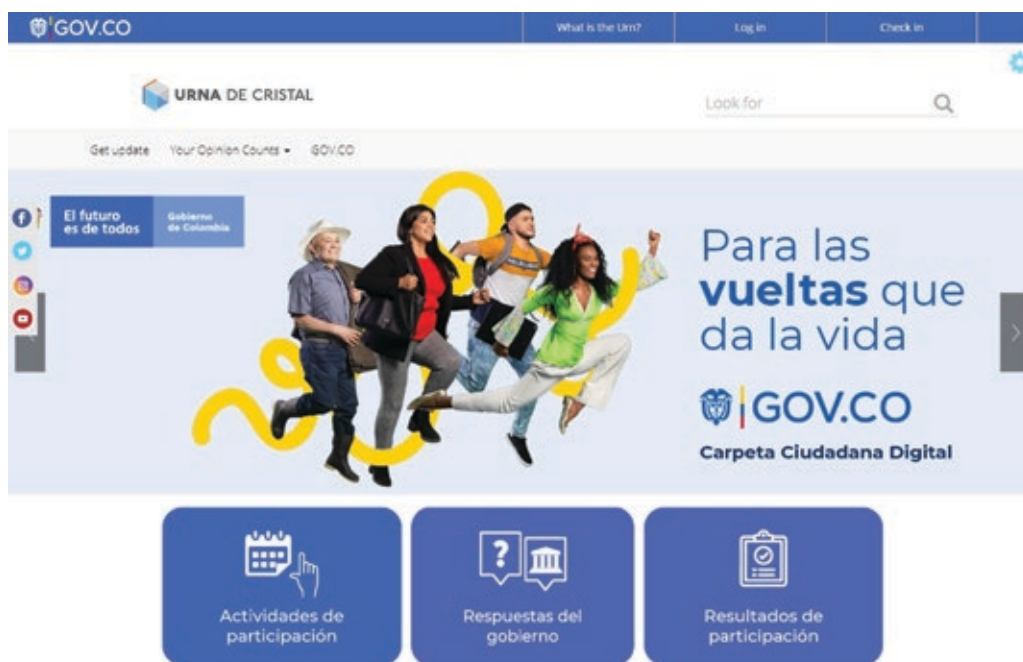 GOV.CO
What is the Urn?
Log in
Check in
URNA DE CRISTAL
Look for
Get update
Your Opinion Counts
GOV.CO
El futuro
es de todos
Gobierno
de Colombia
Para las
vueltas que
da la vida
GOV.CO
Carpeta Ciudadana Digital
Actividades de
participación
Respuestas del
gobierno
Resultados de
participación